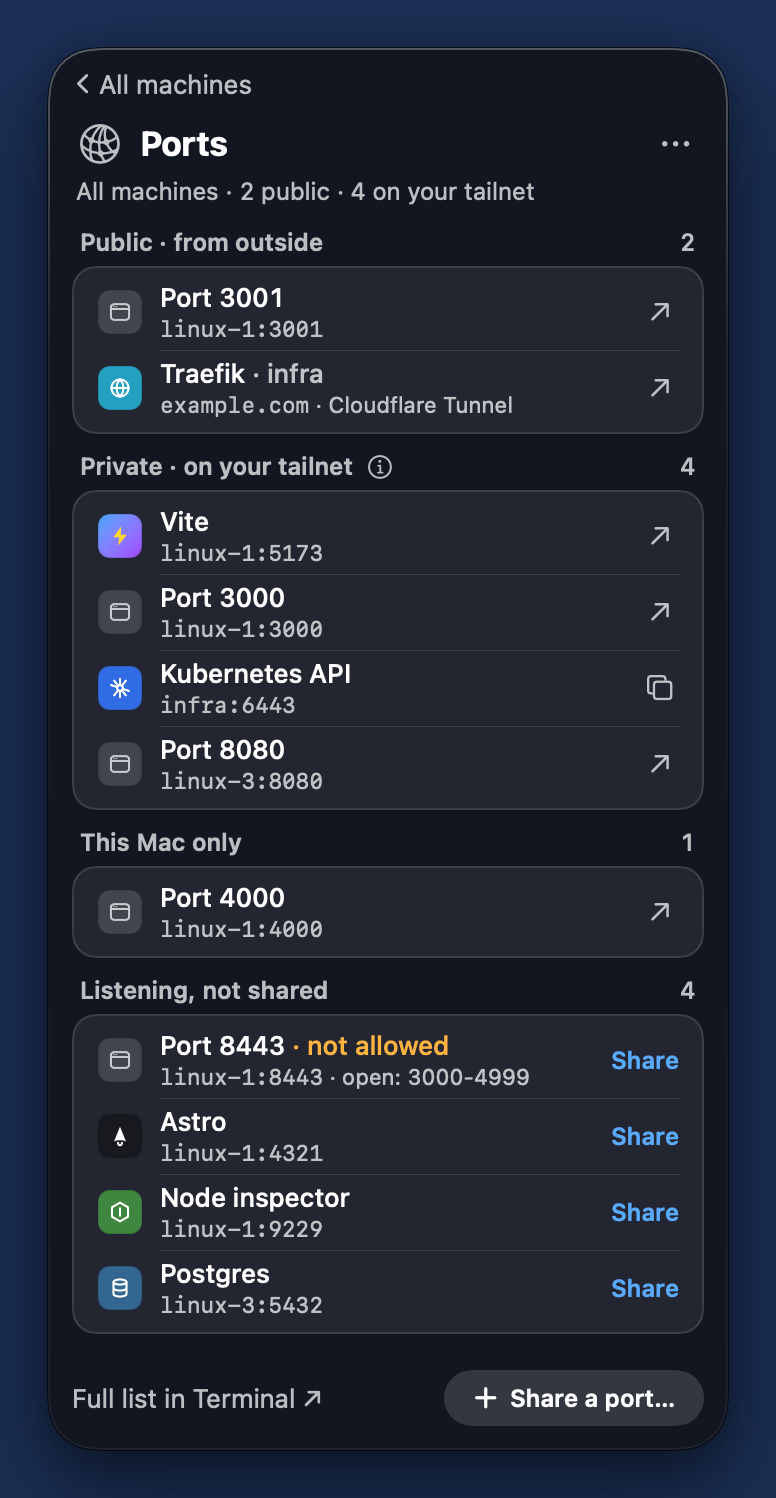 All machines
Ports
All machines · 2 public · 4 on your tailnet
Public · from outside 2
Port 3001
linux-1:3001
Traefik · infra
example.com · Cloudflare Tunnel
Private · on your tailnet 4
Vite
linux-1:5173
Port 3000
linux-1:3000
Kubernetes API
infra:6443
Port 8080
linux-3:8080
This Mac only 1
Port 4000
linux-1:4000
Listening, not shared 4
Port 8443 · not allowed
linux-1:8443 · open: 3000-4999
Share
Astro
linux-1:4321
Share
Node inspector
linux-1:9229
Share
Postgres
linux-3:5432
Share
Full list in Terminal ↗
+ Share a port...